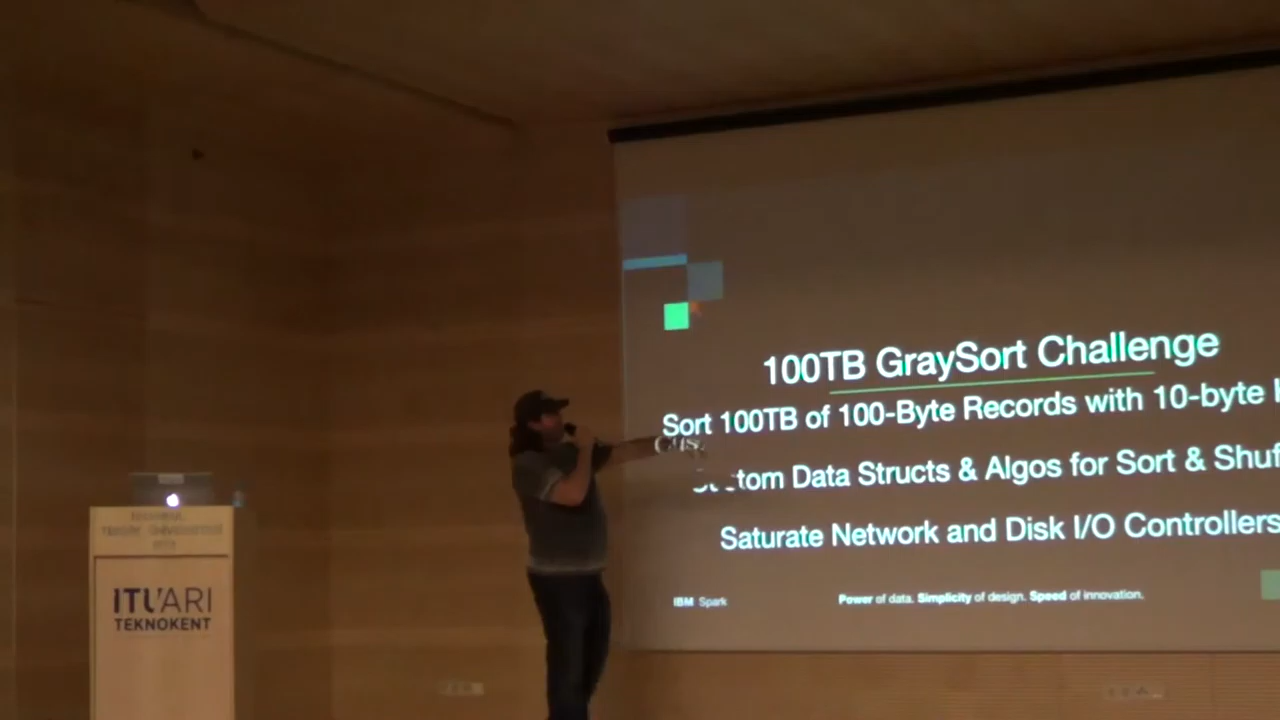 100TB GraySort Challenge
Sort 100TB of 100-Byte Records with 10-byte
tom Data Structs & Algos for Sort & Shuf
Saturate Network and Disk I/O Controllers
IBM Spark
Power of data. Simplicity of design. Speed of innovation.
ITU ARI
TEKNOKENT